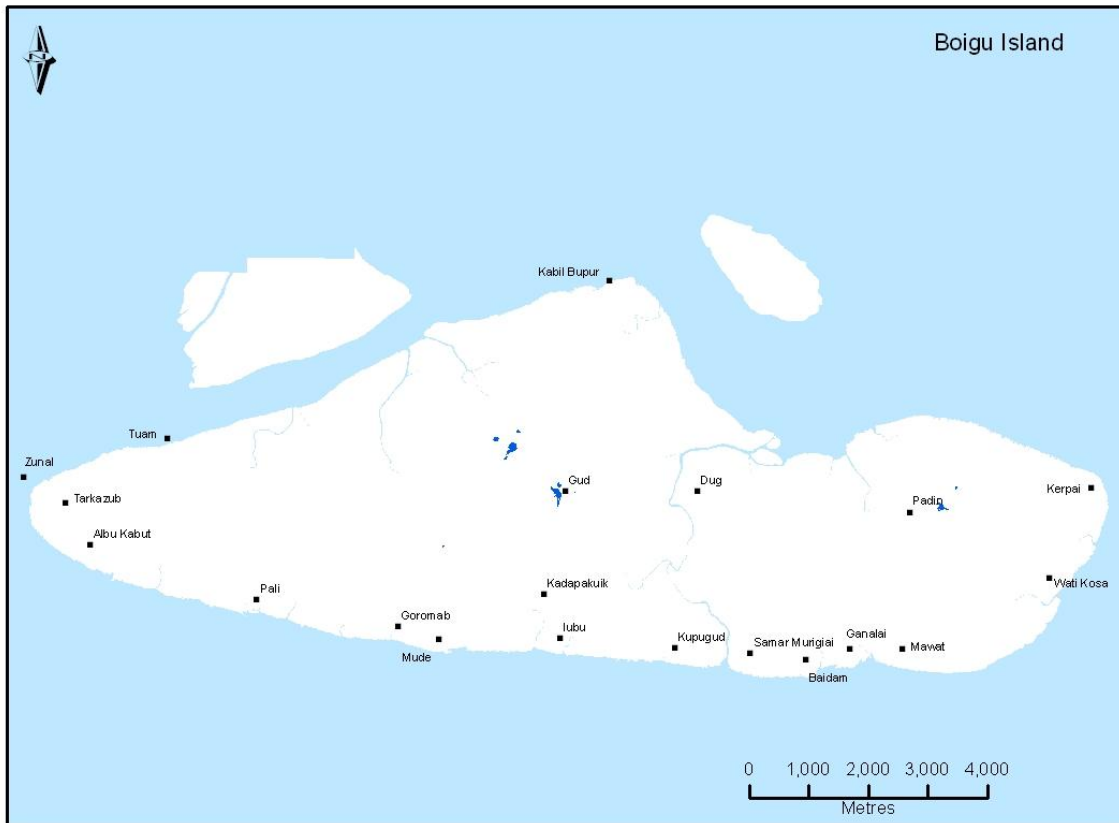 Boigu Island
N
Kabil Bupur
Tuam
Zunal
Tarkazub
Gud
Dug
Padin
Kerpai
Albu Kabut
Wati Kosa
Pali
Kadapakuik
Goromab
Iubu
Mude
Kupugud
Samar Murigiai
Ganalai
Mawat
Baidam
0 1,000 2,000 3,000 4,000
Metres